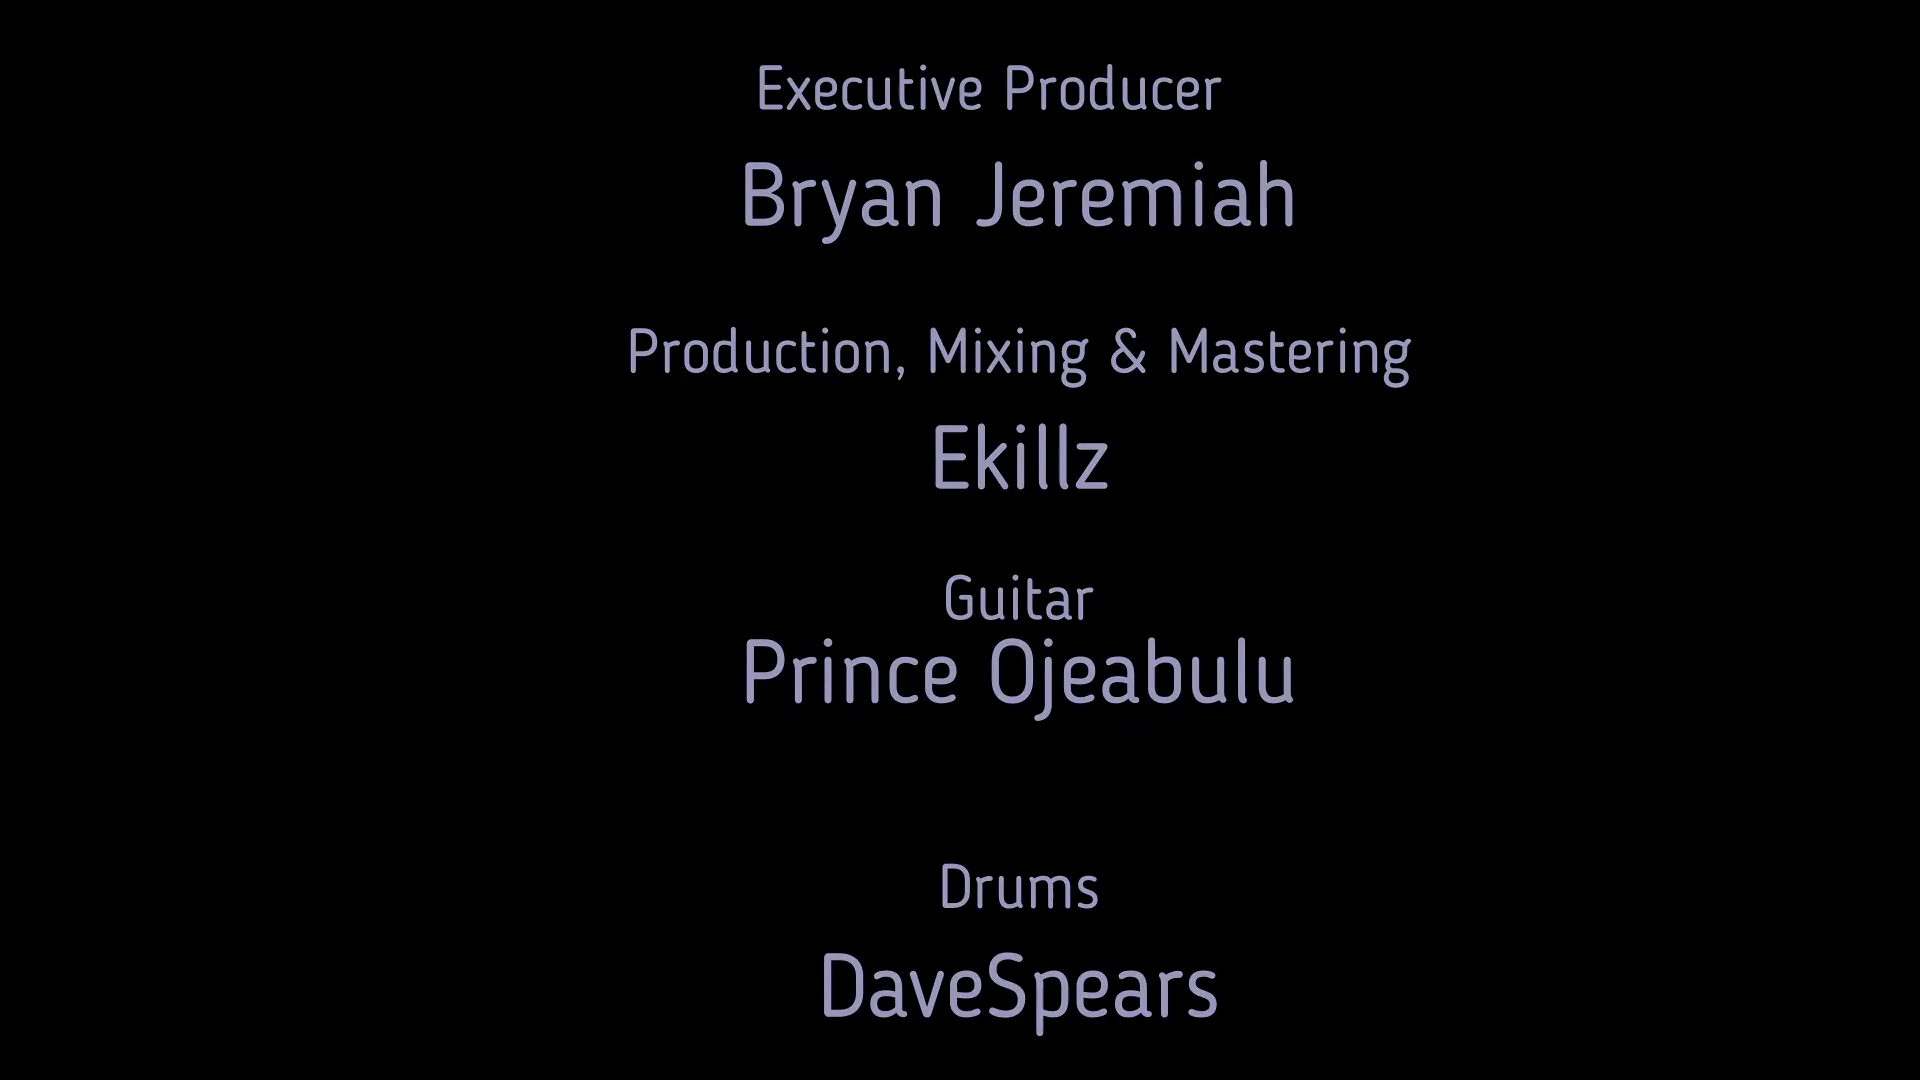 Executive Producer
Bryan Jeremiah
Production, Mixing & Mastering
Ekillz
Guitar
Prince Ojeabulu
Drums
DaveSpears